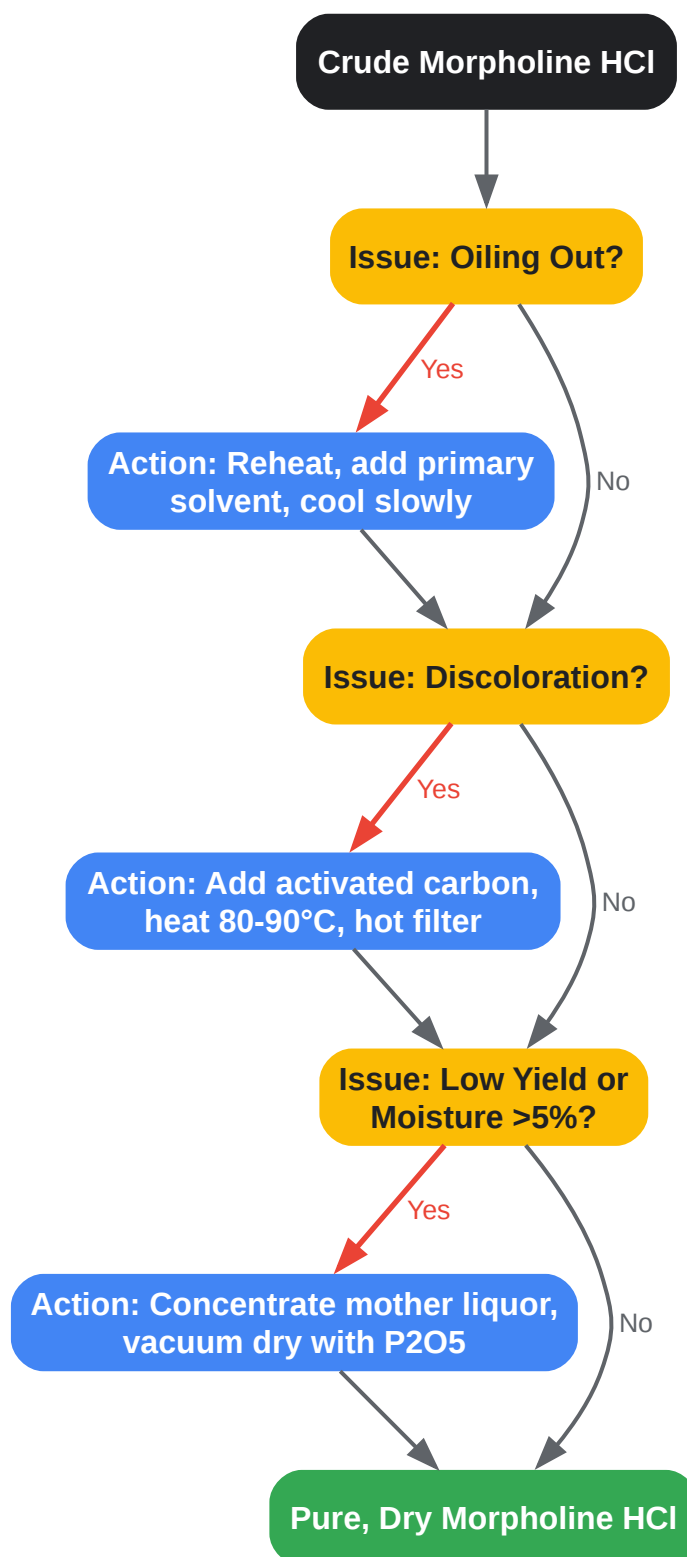 Crude Morpholine HCl
Issue: Oiling Out?
Yes
Action: Reheat, add primary
solvent, cool slowly
No
Issue: Discoloration?
Yes
Action: Add activated carbon,
heat 80-90°C, hot filter
No
Issue: Low Yield or
Moisture >5%?
Yes
Action: Concentrate mother liquor,
vacuum dry with P2O5
No
Pure, Dry Morpholine HCl